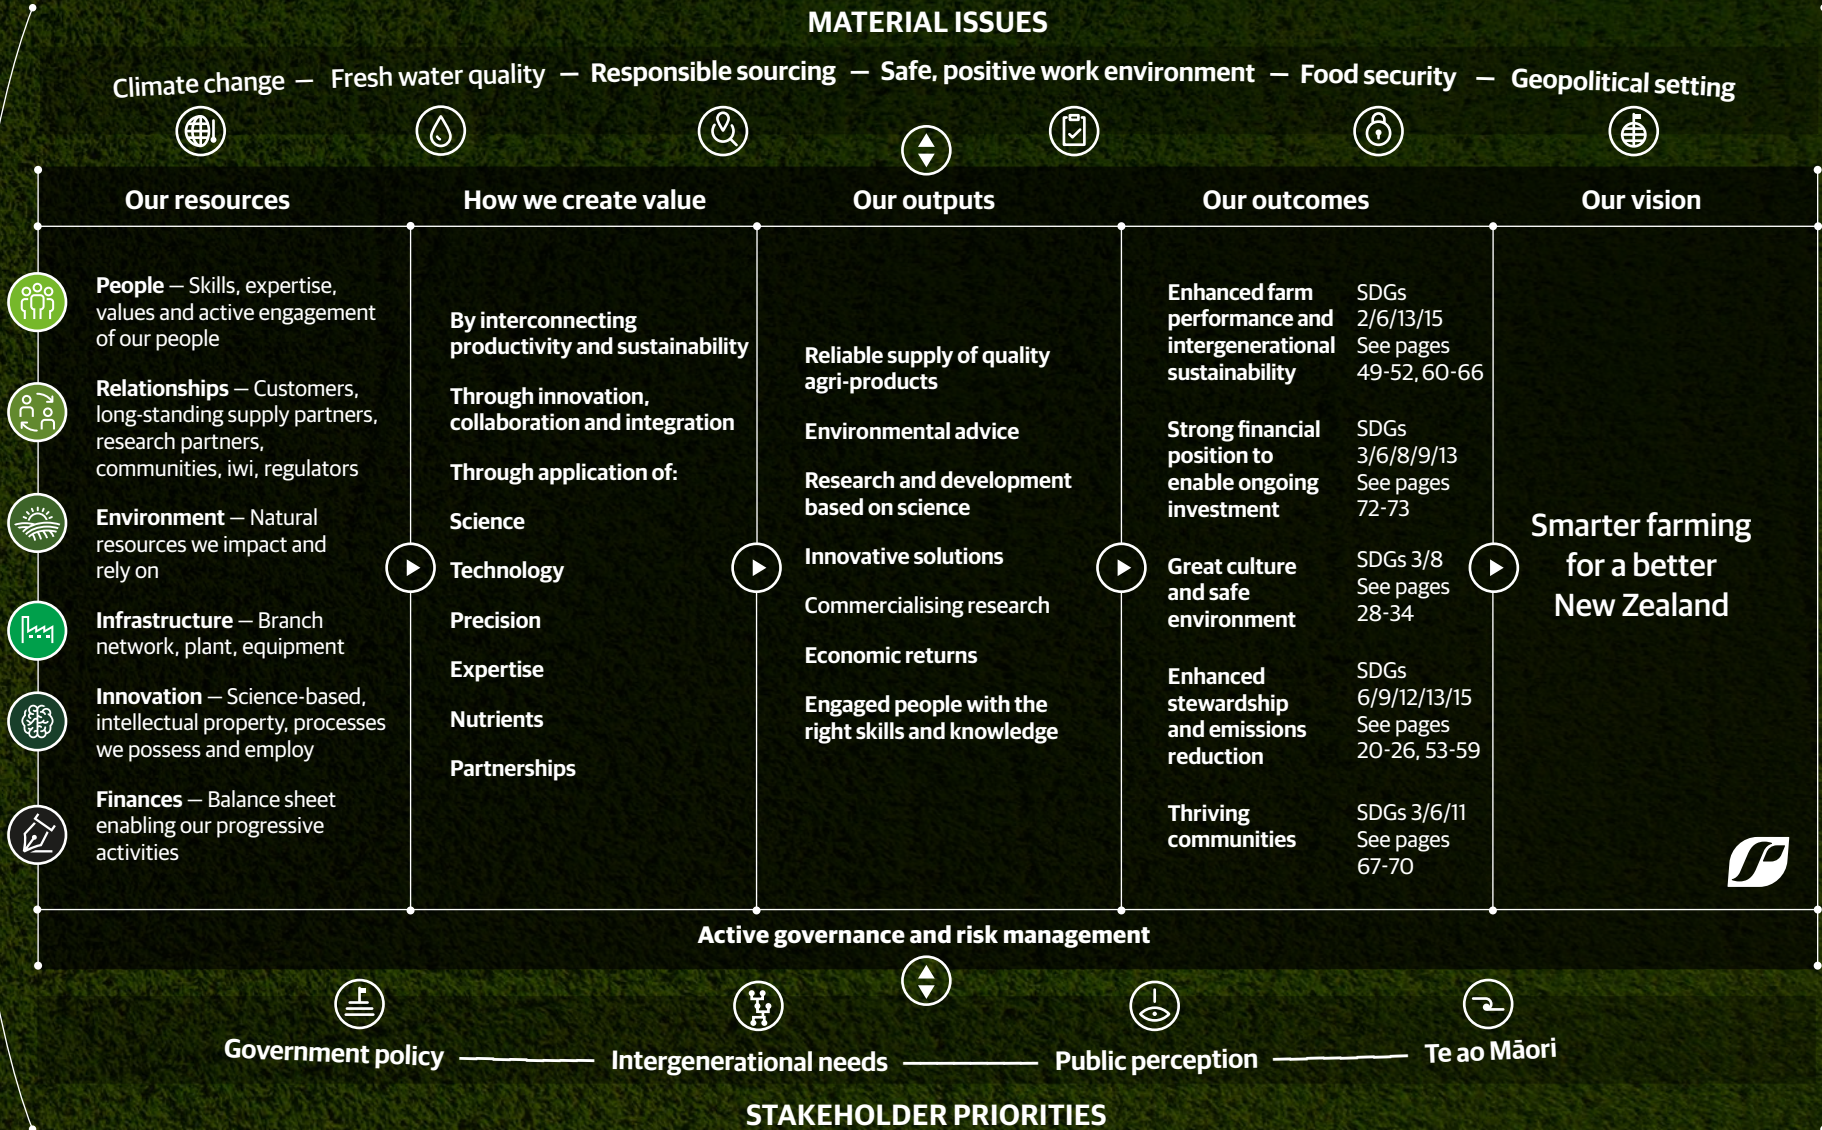 MATERIAL ISSUES
Climate change — Fresh water quality — Responsible sourcing — Safe, positive work environment — Food security — Geopolitical setting
Our resources
How we create value
Our outputs
Our outcomes
Our vision
People — Skills, expertise,
values and active engagement
of our people
Relationships — Customers,
long-standing supply partners,
research partners,
communities, iwi, regulators
Environment — Natural
resources we impact and
rely on
Infrastructure — Branch
network, plant, equipment
Innovation — Science-based,
intellectual property, processes
we possess and employ
Finances — Balance sheet
enabling our progressive
activities
By interconnecting
productivity and sustainability
Through innovation,
collaboration and integration
Through application of:
Science
Technology
Precision
Expertise
Nutrients
Partnerships
Reliable supply of quality
agri-products
Environmental advice
Research and development
based on science
Innovative solutions
Commercialising research
Economic returns
Engaged people with the
right skills and knowledge
Enhanced farm
performance and
intergenerational
sustainability
SDGs
2/6/13/15
See pages
49-52, 60-66
Strong financial
position to
enable ongoing
investment
SDGs
3/6/8/9/13
See pages
72-73
Great culture
and safe
environment
SDGs 3/8
See pages
28-34
Enhanced
stewardship
and emissions
reduction
SDGs
6/9/12/13/15
See pages
20-26, 53-59
Thriving
communities
SDGs 3/6/11
See pages
67-70
Smarter farming
for a better
New Zealand
Active governance and risk management
Government policy — Intergenerational needs — Public perception — Te ao Māori
STAKEHOLDER PRIORITIES